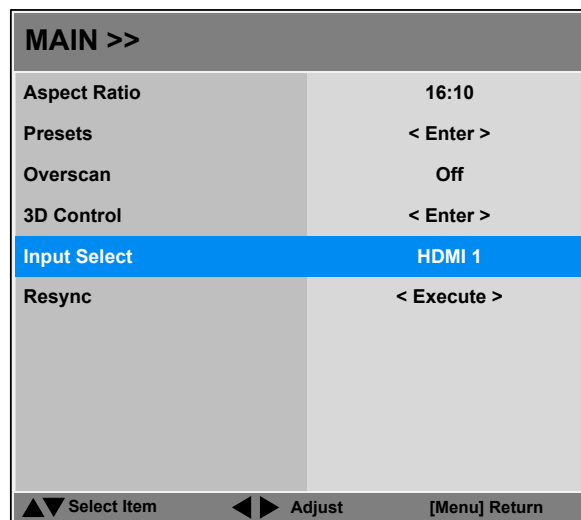 MAIN >>
Aspect Ratio 16:10
Presets < Enter >
Overscan Off
3D Control < Enter >
Input Select HDMI 1
Resync < Execute >
Select Item Adjust [Menu] Return